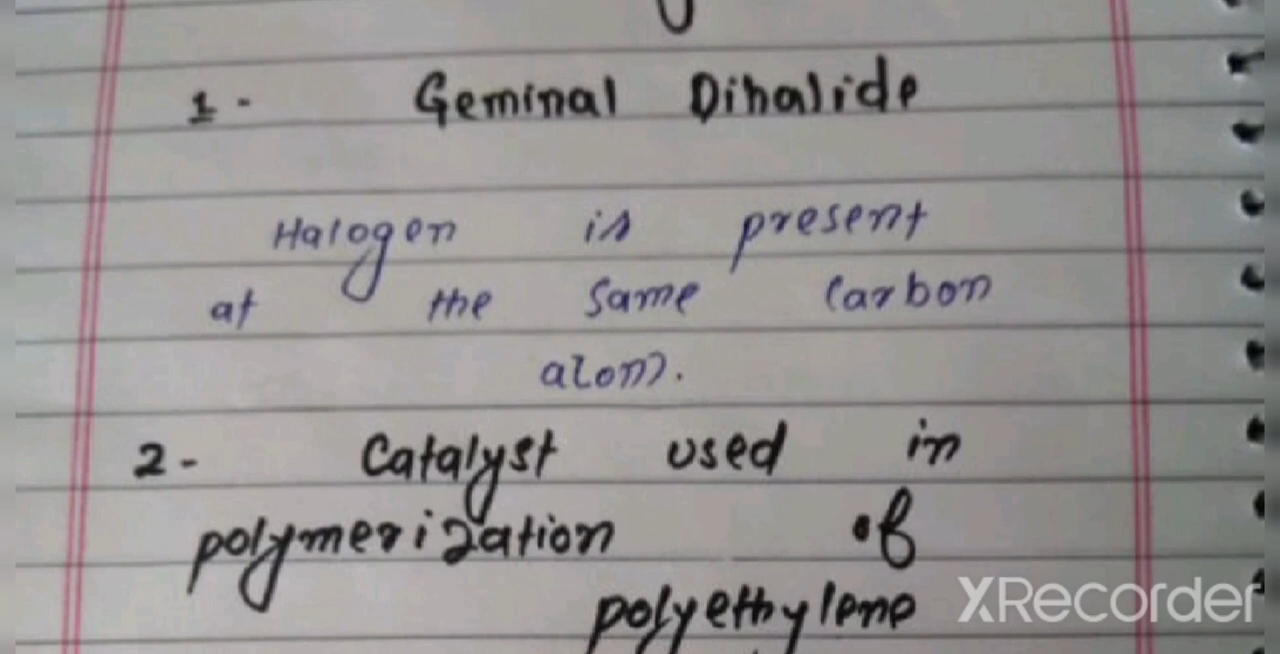 1 - Geminal Dihalide
Halogen is present
at the same carbon
atom.
2 - Catalyst used in
polymerization of
polyethylene
XRecorder